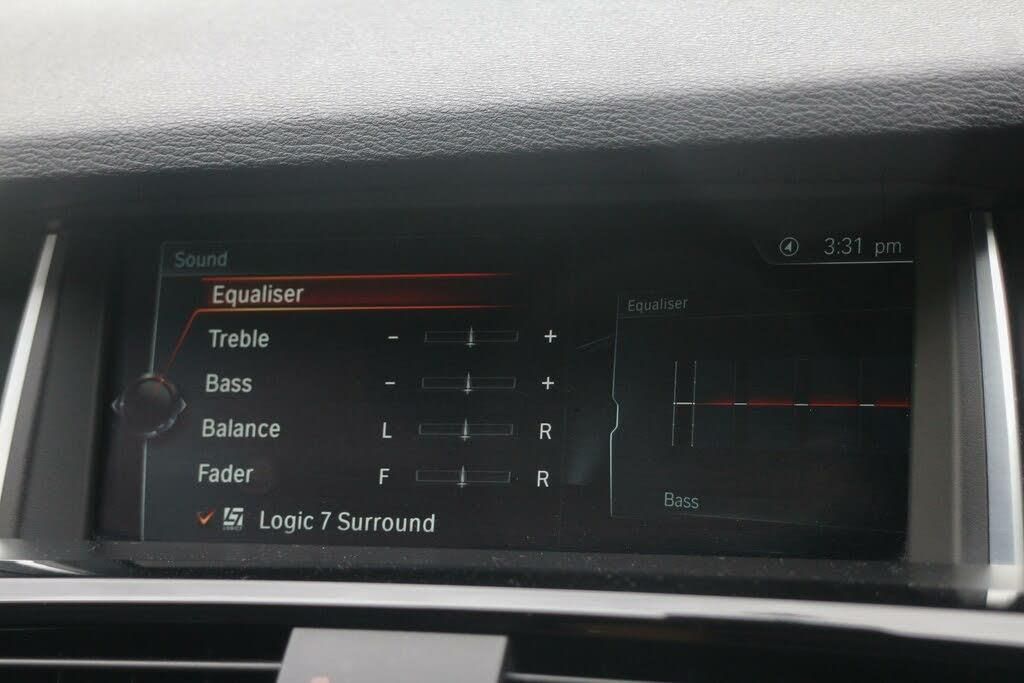 Sound
3:31 pm
Equaliser
Treble - +
Bass - +
Balance L R
Fader F R
Logic 7 Surround
Equaliser
Bass